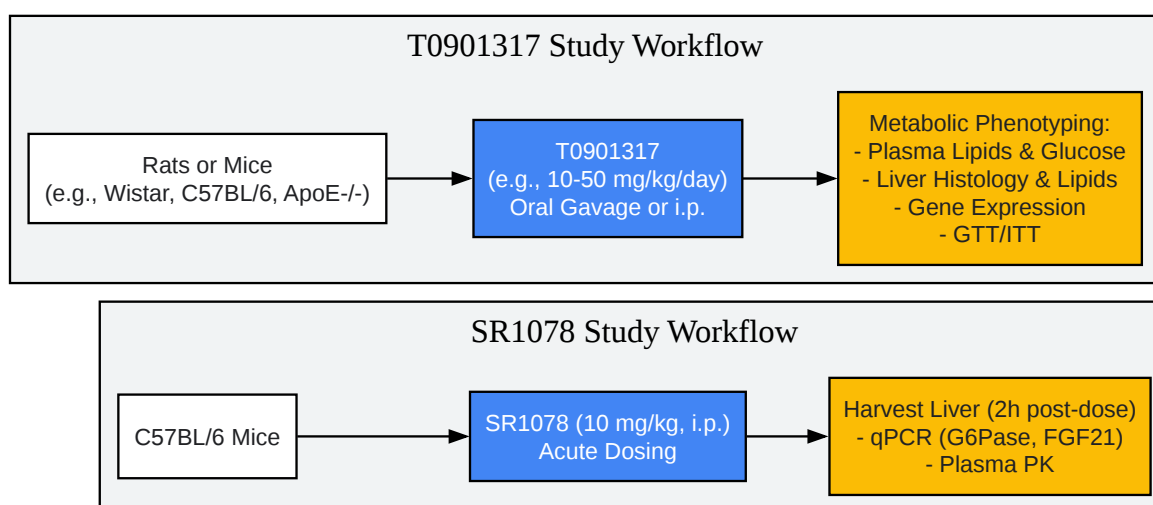 T0901317 Study Workflow
Rats or Mice
(e.g., Wistar, C57BL/6, ApoE-/-)
T0901317
(e.g., 10-50 mg/kg/day)
Oral Gavage or i.p.
Metabolic Phenotyping:
- Plasma Lipids & Glucose
- Liver Histology & Lipids
- Gene Expression
- GTT/ITT
SR1078 Study Workflow
C57BL/6 Mice
SR1078 (10 mg/kg, i.p.)
Acute Dosing
Harvest Liver (2h post-dose)
- qPCR (G6Pase, FGF21)
- Plasma PK